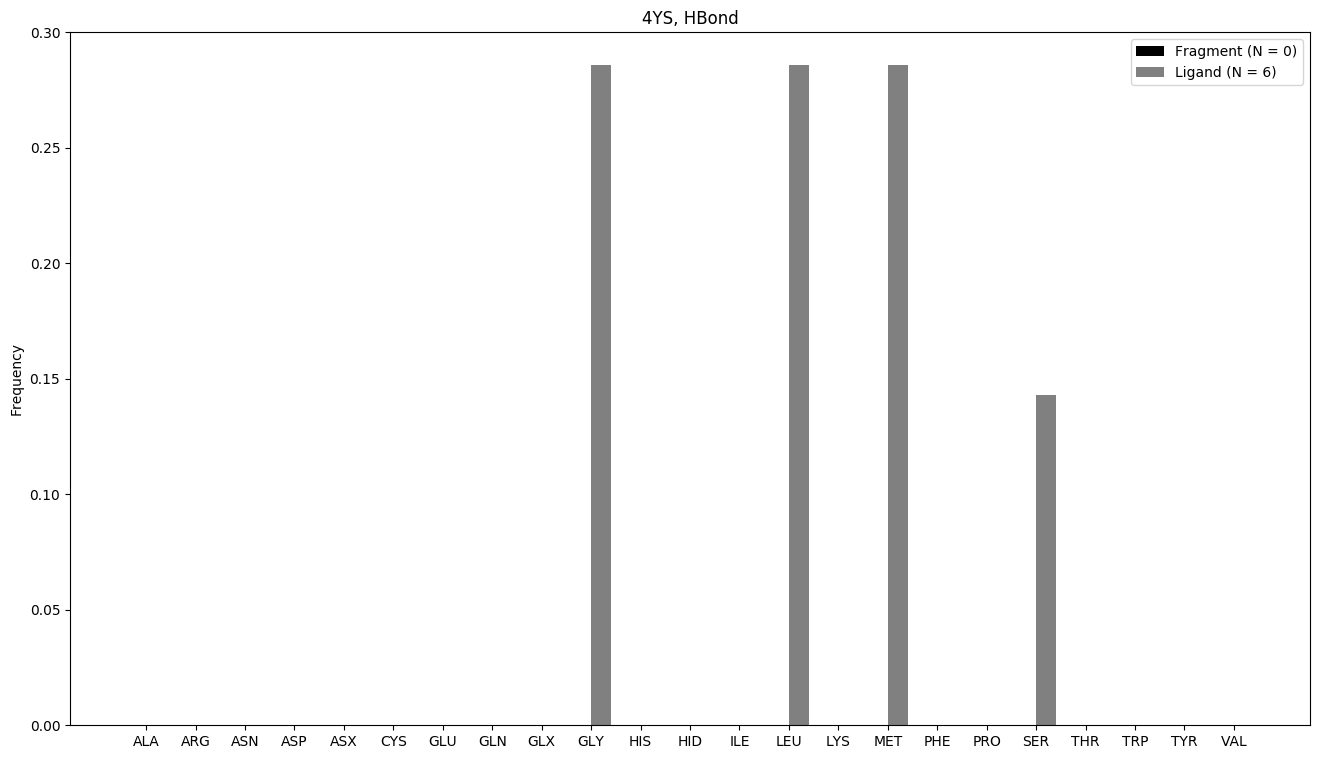 4YS, HBond
Fragment (N = 0)
Ligand (N = 6)
0.30
0.25
0.20
0.15
0.10
0.05
0.00
Frequency
ALA ARG ASN ASP ASX CYS GLU GLN GLX GLY HIS HID ILE LEU LYS MET PHE PRO SER THR TRP TYR VAL